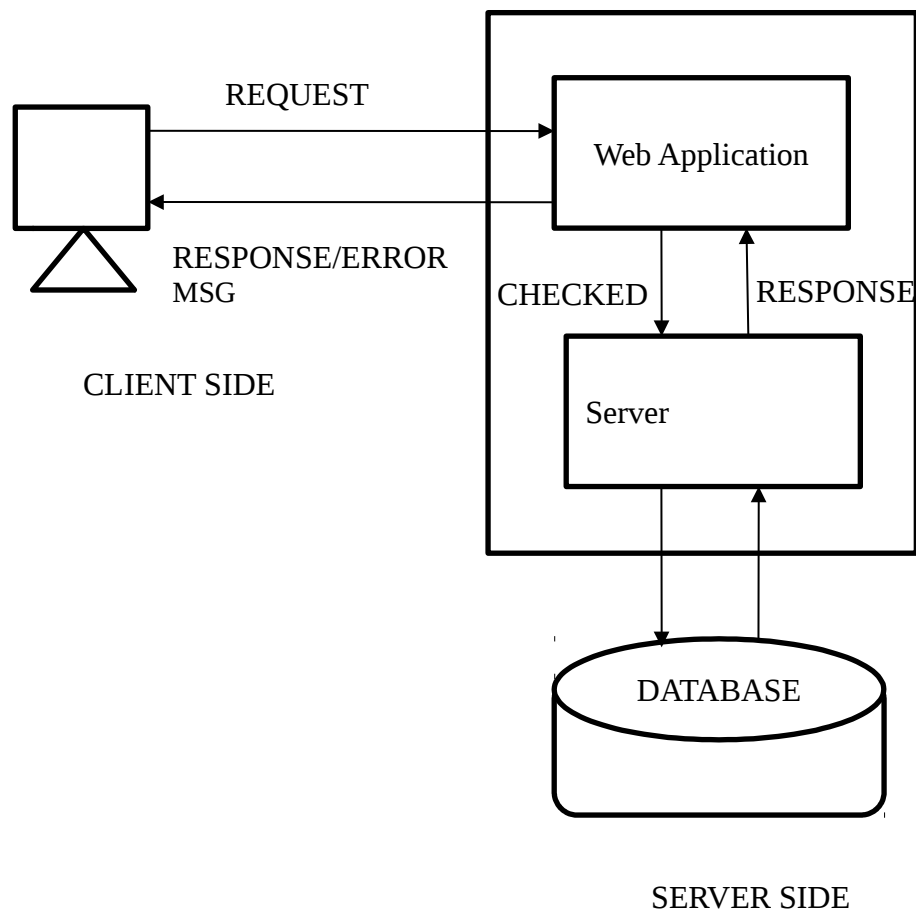 REQUEST
Web Application
RESPONSE/ERROR
MSG
CHECKED
RESPONSE
CLIENT SIDE
Server
DATABASE
SERVER SIDE